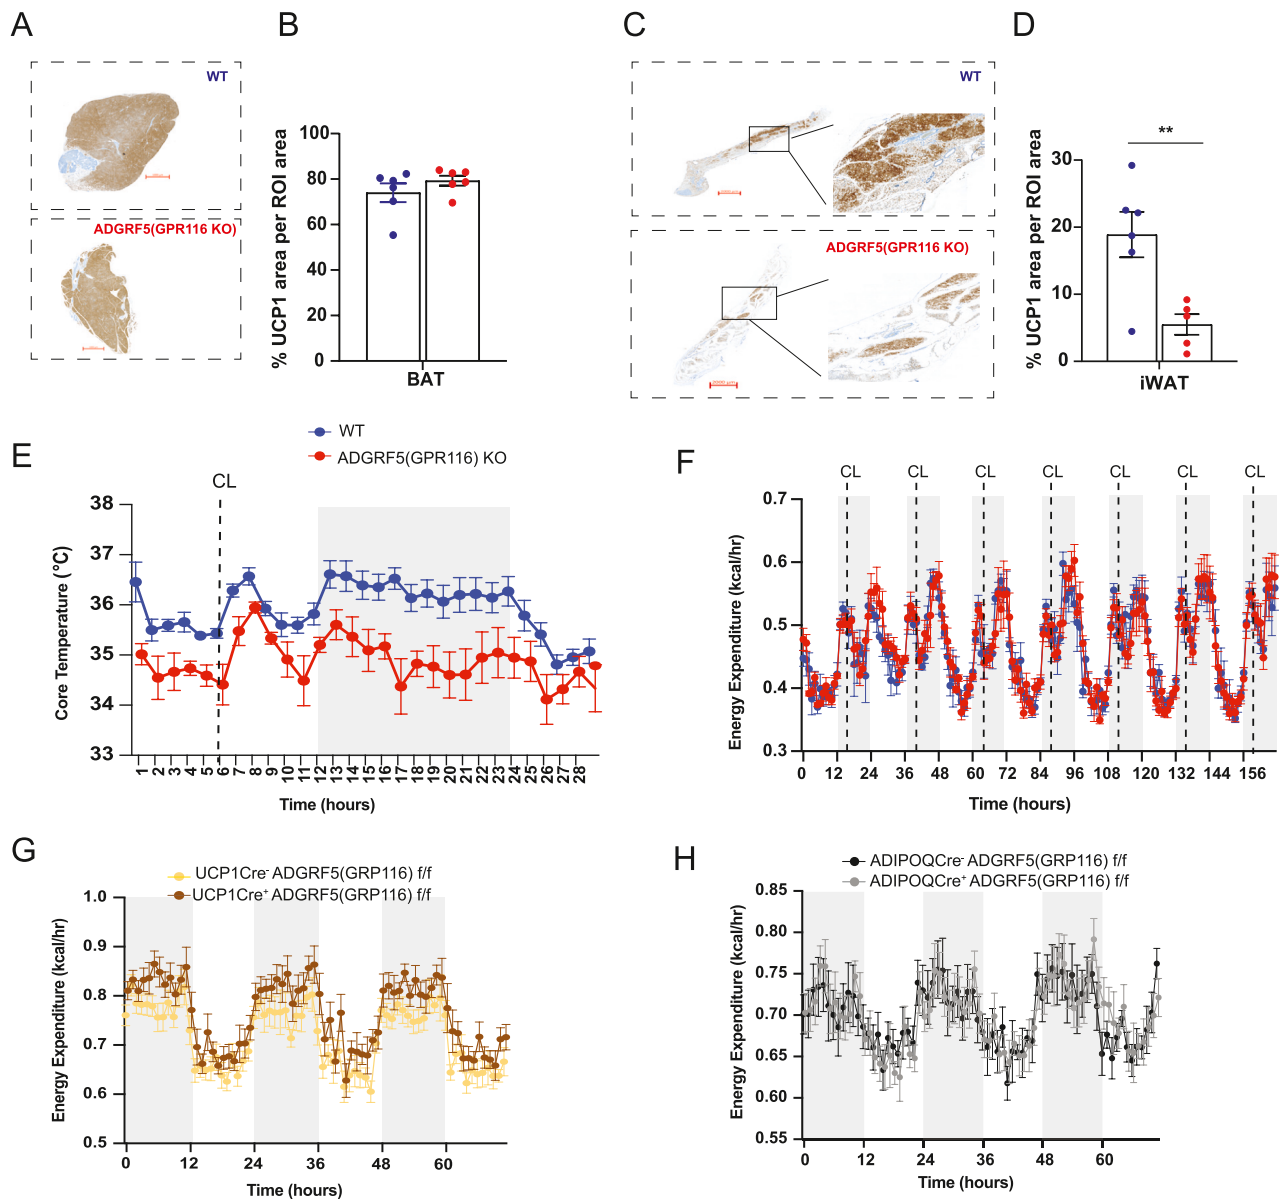 A
B
C
D
WT
ADGRF5(GPR116 KO)
% UCP1 area per ROI area
100
80
60
40
20
0
BAT
WT
ADGRF5(GPR116 KO)
% UCP1 area per ROI area
**
30
20
10
0
iWAT
E
WT
ADGRF5(GPR116) KO
CL
Core Temperature (°C)
38
37
36
35
34
33
1 2 3 4 5 6 7 8 9 10 11 12 13 14 15 16 17 18 19 20 21 22 23 24 25 26 27 28
Time (hours)
F
CL CL CL CL CL CL CL
Energy Expenditure (kcal/hr)
0.7
0.6
0.5
0.4
0.3
0 12 24 36 48 60 72 84 96 108 120 132 144 156
Time (hours)
G
UCP1Cre- ADGRF5(GRP116) f/f
UCP1Cre+ ADGRF5(GRP116) f/f
Energy Expenditure (kcal/hr)
1.0
0.9
0.8
0.7
0.6
0.5
0 12 24 36 48 60
Time (hours)
H
ADIPOQCre- ADGRF5(GRP116) f/f
ADIPOQCre+ ADGRF5(GRP116) f/f
Energy Expenditure (kcal/hr)
0.85
0.80
0.75
0.70
0.65
0.60
0.55
0 12 24 36 48 60
Time (hours)